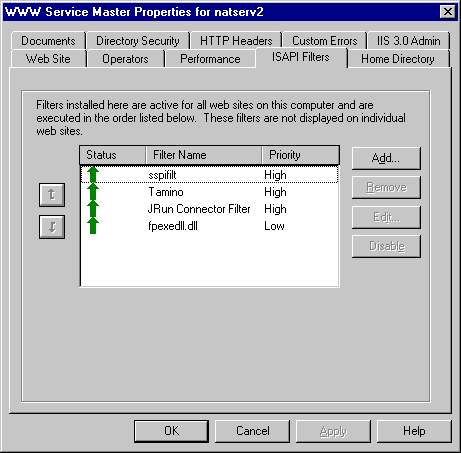 WWW Service Master Properties for natserv2
Documents Directory Security HTTP Headers Custom Errors IIS 3.0 Admin
Web Site Operators Performance ISAPI Filters Home Directory
Filters installed here are active for all web sites on this computer and are
executed in the order listed below. These filters are not displayed on individual
web sites.
Status Filter Name Priority
sspifilt High
Tamino High
JRun Connector Filter High
fpexedll.dll Low
Add...
Remove
Edit...
Disable
OK Cancel Apply Help